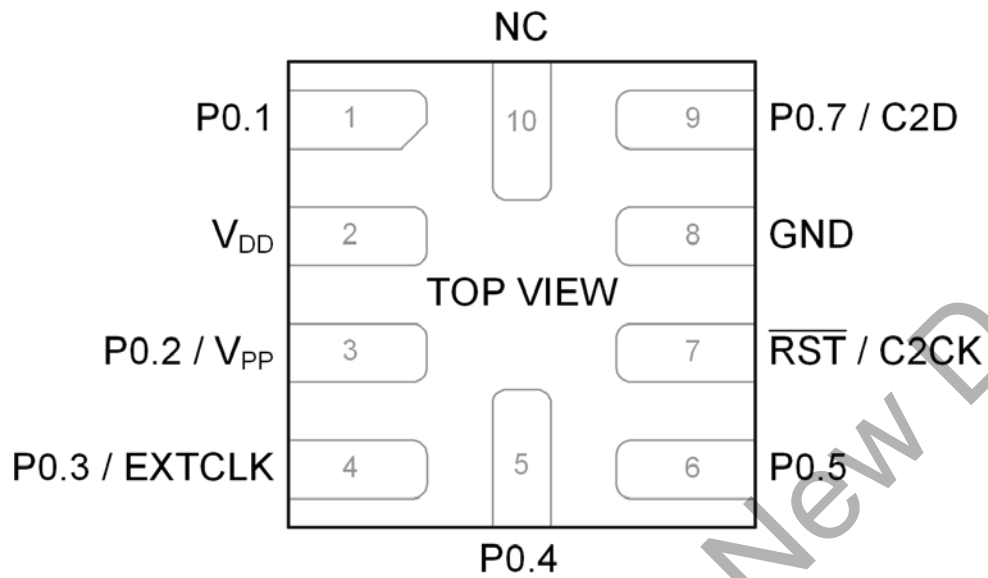 NC
P0.1
1
10
9
P0.7 / C2D
VDD
2
8
GND
TOP VIEW
P0.2 / VPP
3
7
RST / C2CK
P0.3 / EXTCLK
4
5
6
P0.5
P0.4
New D